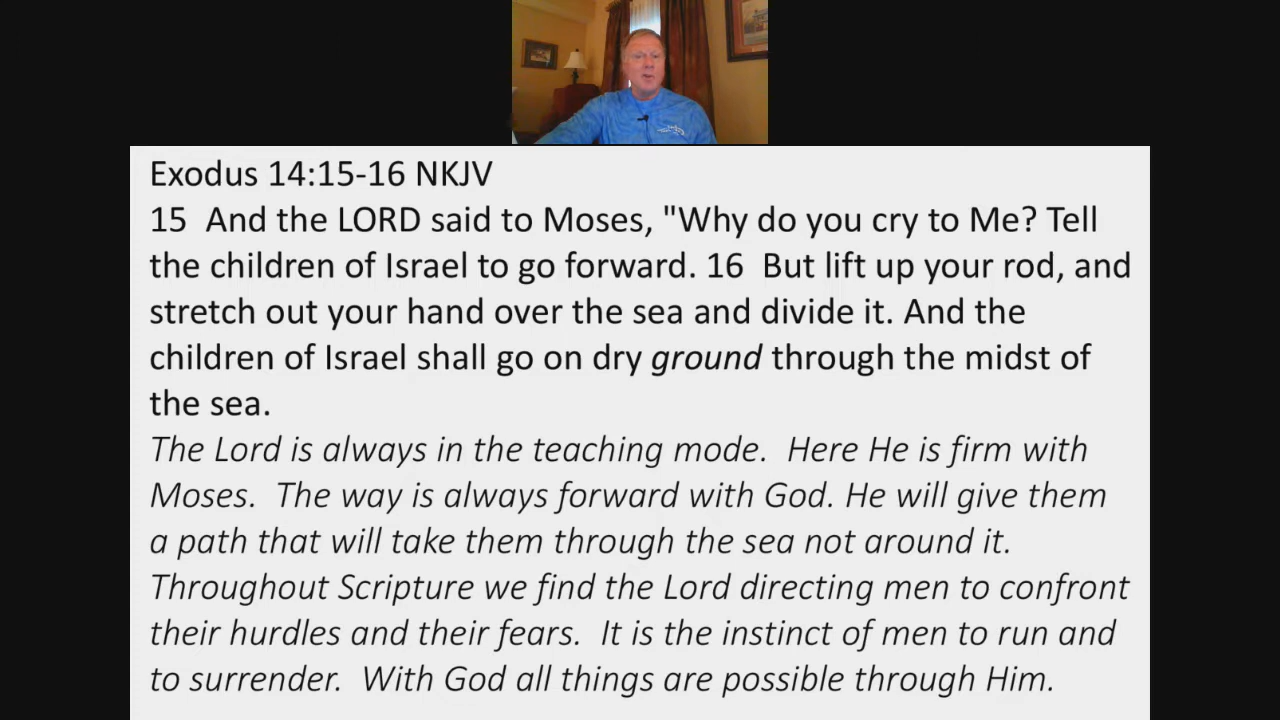 Exodus 14:15-16 NKJV
15  And the LORD said to Moses, "Why do you cry to Me? Tell
the children of Israel to go forward. 16  But lift up your rod, and
stretch out your hand over the sea and divide it. And the
children of Israel shall go on dry ground through the midst of
the sea.
The Lord is always in the teaching mode.  Here He is firm with
Moses.  The way is always forward with God. He will give them
a path that will take them through the sea not around it.
Throughout Scripture we find the Lord directing men to confront
their hurdles and their fears.  It is the instinct of men to run and
to surrender.  With God all things are possible through Him.